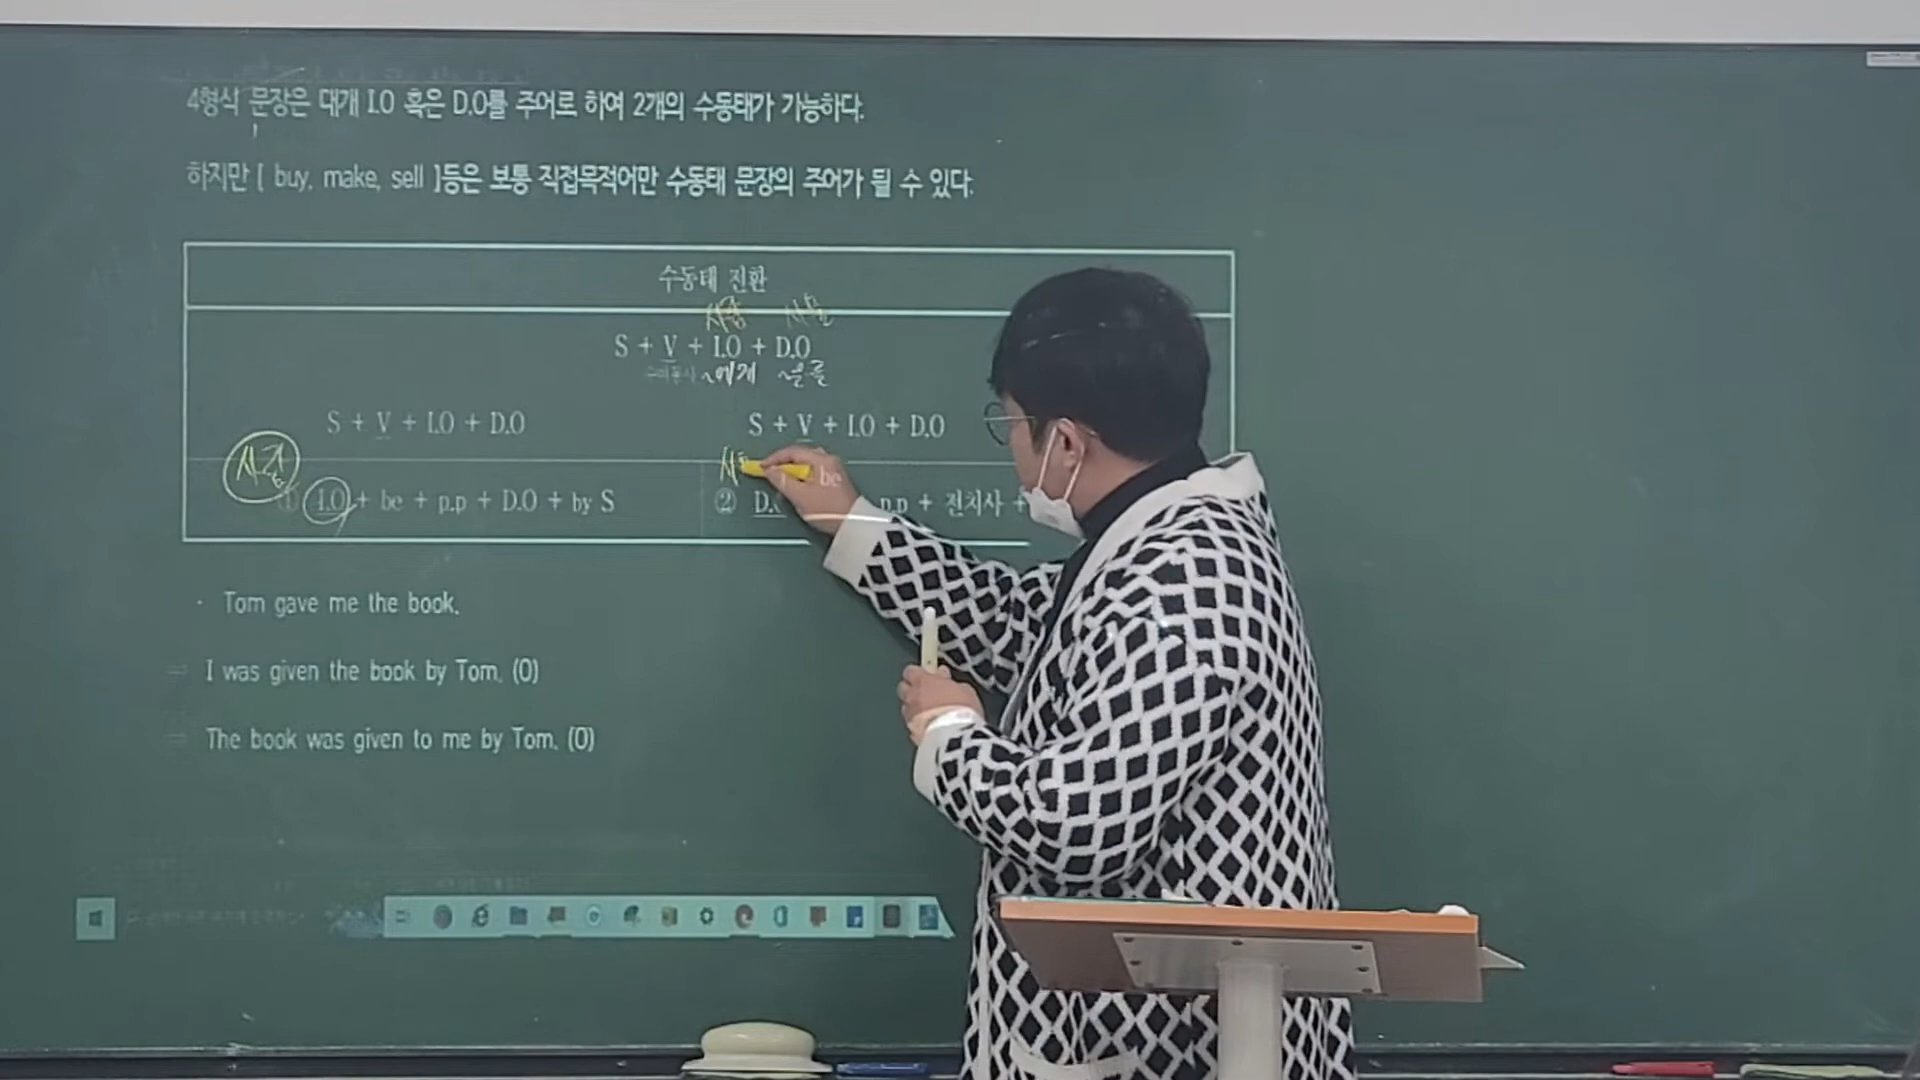 4형식 문장은 대개 I.O 혹은 D.O를 주어로 하여 2개의 수동태가 가능하다.
하지만 [ buy, make, sell ]등은 보통 직접목적어만 수동태 문장의 주어가 될 수 있다.
수동태 전환
사람 사물
S + V + I.O + D.O
수여동사 ~에게 ~을를
S + V + I.O + D.O
S + V + I.O + D.O
사람
① I.O + be + p.p + D.O + by S
be
② D.O p.p + 전치사 +
· Tom gave me the book.
= I was given the book by Tom. (O)
= The book was given to me by Tom. (O)